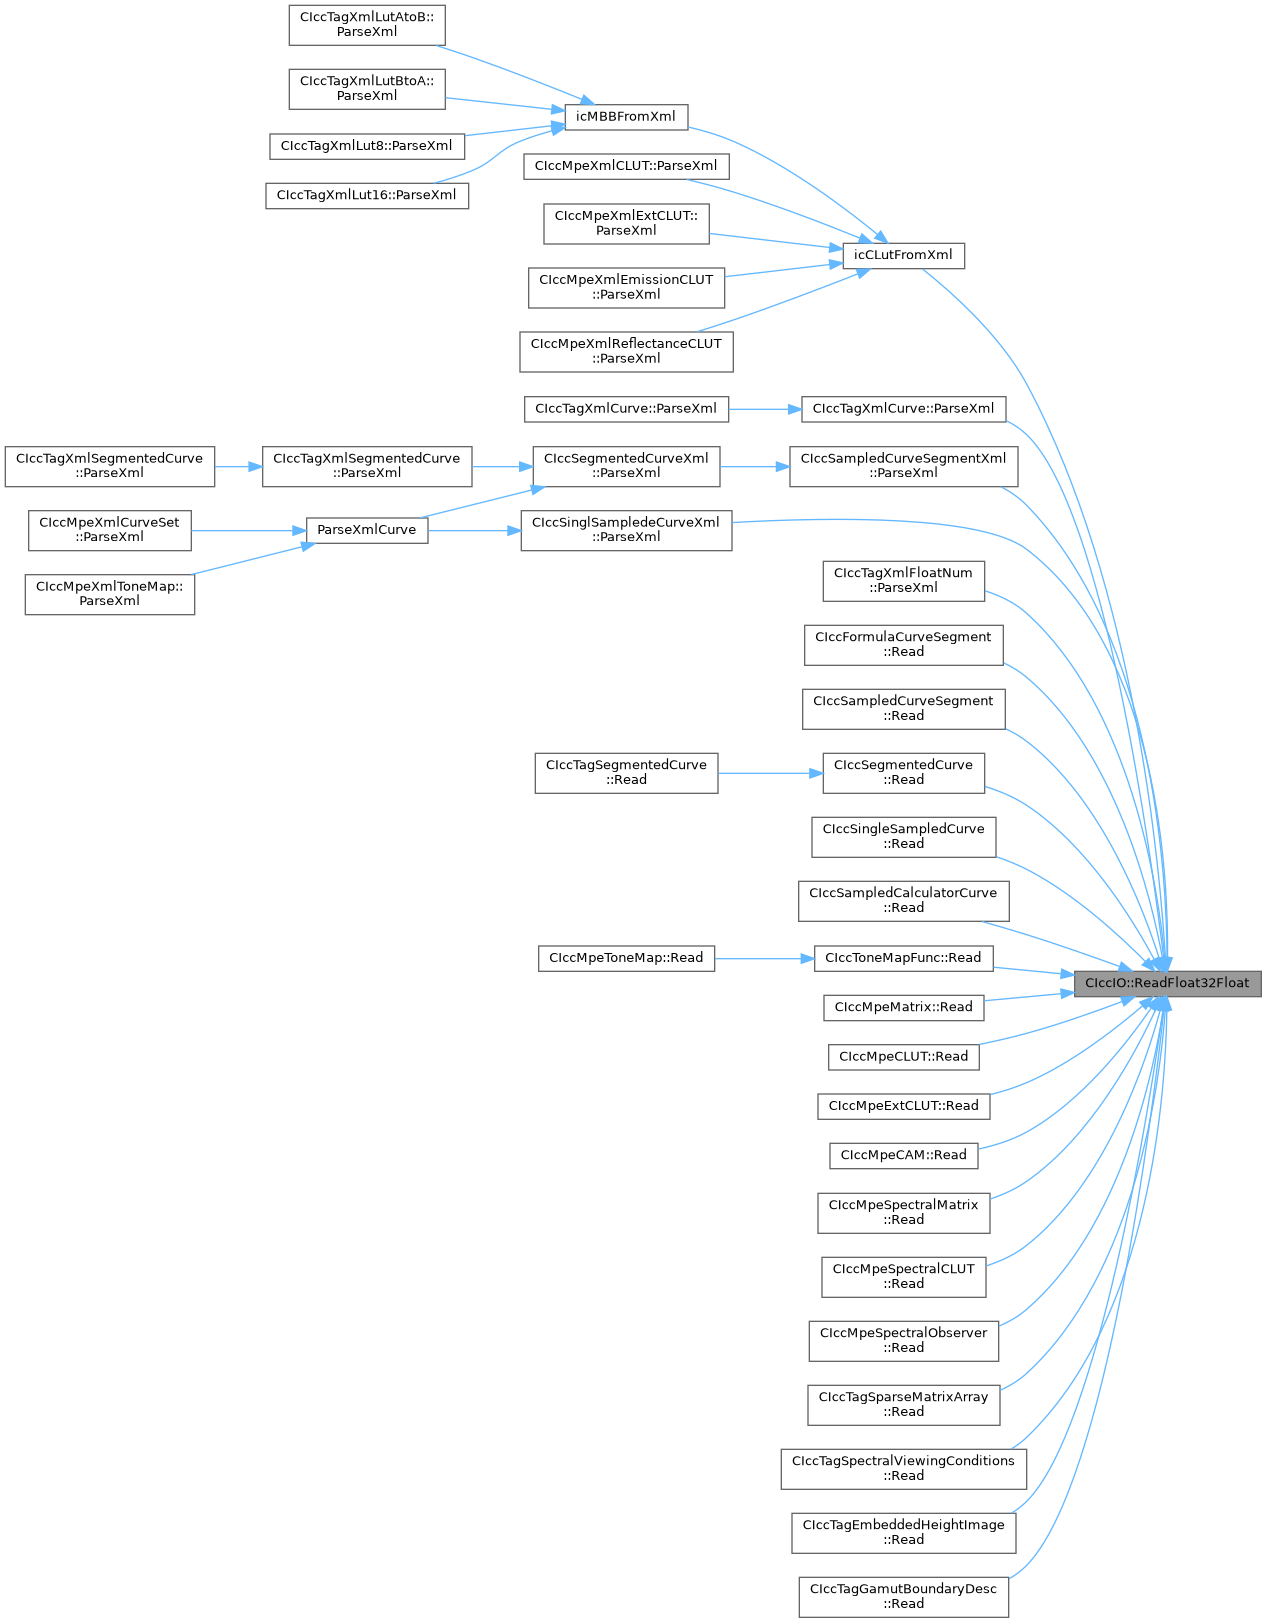 CIccTagXmlLutAtoB::
ParseXml
CIccTagXmlLutBtoA::
ParseXml
icMBBFromXml
CIccTagXmlLut8::ParseXml
CIccMpeXmlCLUT::ParseXml
CIccTagXmlLut16::ParseXml
CIccMpeXmlExtCLUT::
ParseXml
icCLutFromXml
CIccMpeXmlEmissionCLUT
::ParseXml
CIccMpeXmlReflectanceCLUT
::ParseXml
CIccTagXmlCurve::ParseXml
CIccTagXmlCurve::ParseXml
CIccTagXmlSegmentedCurve
::ParseXml
CIccTagXmlSegmentedCurve
::ParseXml
CIccSegmentedCurveXml
::ParseXml
CIccSampledCurveSegmentXml
::ParseXml
CIccMpeXmlCurveSet
::ParseXml
ParseXmlCurve
CIccSinglSampledeCurveXml
::ParseXml
CIccMpeXmlToneMap::
ParseXml
CIccTagXmlFloatNum
::ParseXml
CIccFormulaCurveSegment
::Read
CIccSampledCurveSegment
::Read
CIccTagSegmentedCurve
::Read
CIccSegmentedCurve
::Read
CIccSingleSampledCurve
::Read
CIccSampledCalculatorCurve
::Read
CIccMpeToneMap::Read
CIccToneMapFunc::Read
CIccIO::ReadFloat32Float
CIccMpeMatrix::Read
CIccMpeCLUT::Read
CIccMpeExtCLUT::Read
CIccMpeCAM::Read
CIccMpeSpectralMatrix
::Read
CIccMpeSpectralCLUT
::Read
CIccMpeSpectralObserver
::Read
CIccTagSparseMatrixArray
::Read
CIccTagSpectralViewingConditions
::Read
CIccTagEmbeddedHeightImage
::Read
CIccTagGamutBoundaryDesc
::Read